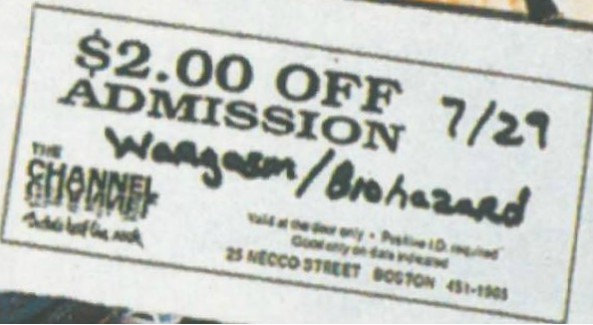 $2.00 OFF
ADMISSION
7/29
Wargasm/Biohazard
THE
CHANNEL
Valid at the door only • Positive I.D. required
Good only on date indicated
25 NECCO STREET BOSTON 451-1905